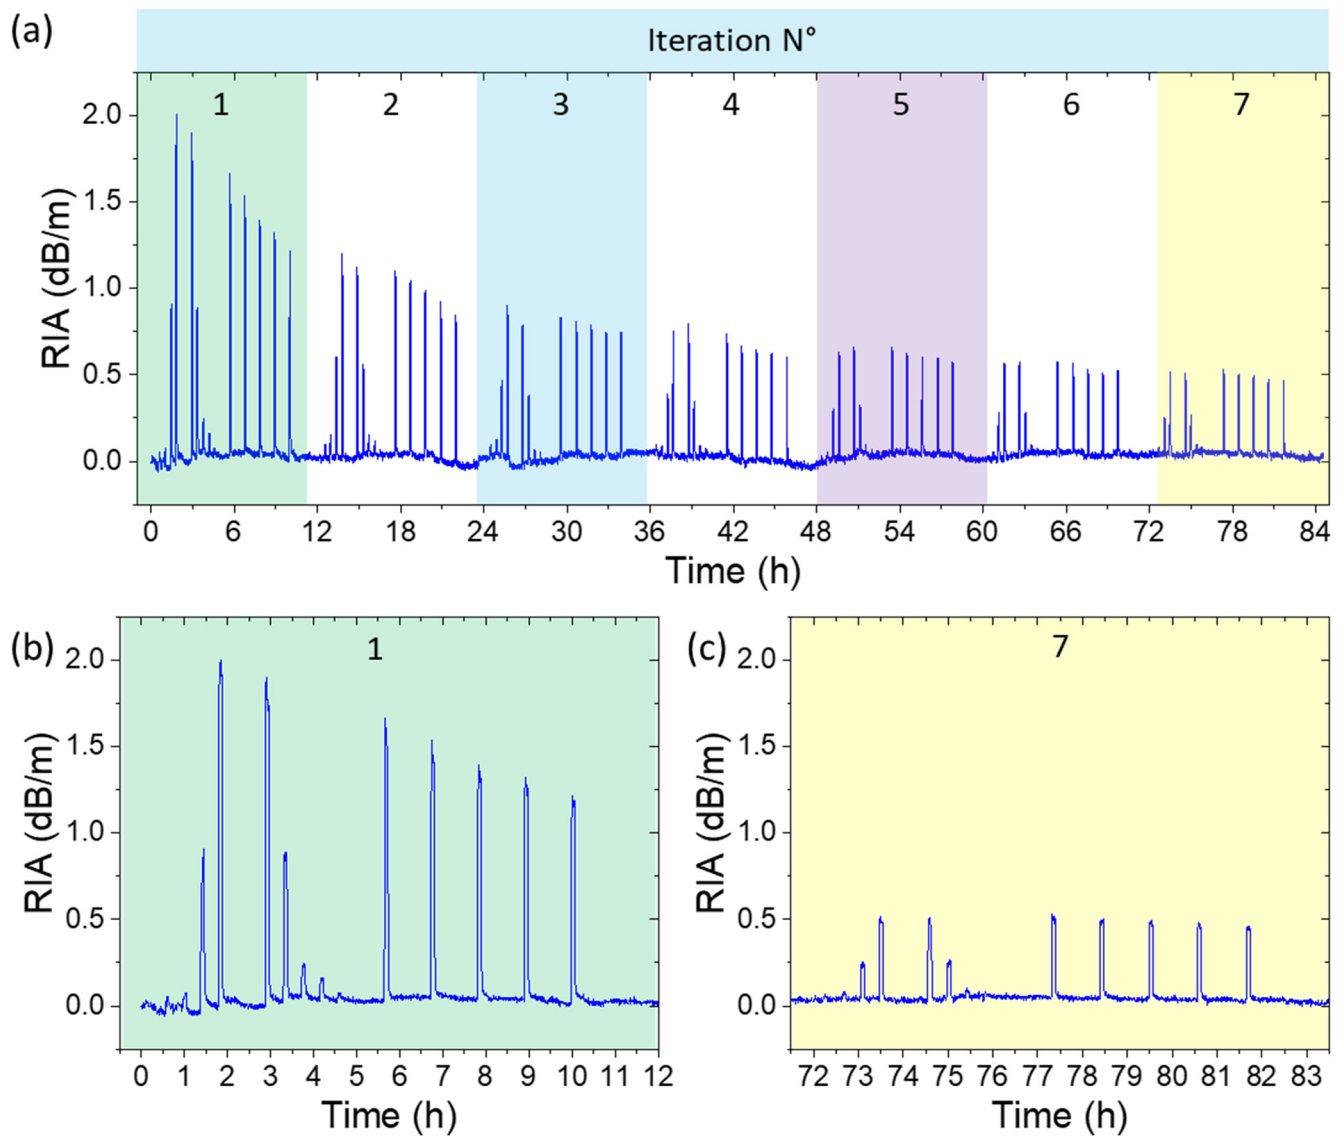 (a)
Iteration N°
1 2 3 4 5 6 7
RIA (dB/m)
2.0
1.5
1.0
0.5
0.0
0 6 12 18 24 30 36 42 48 54 60 66 72 78 84
Time (h)
(b)
1
RIA (dB/m)
2.0
1.5
1.0
0.5
0.0
0 1 2 3 4 5 6 7 8 9 10 11 12
Time (h)
(c)
7
RIA (dB/m)
2.0
1.5
1.0
0.5
0.0
72 73 74 75 76 77 78 79 80 81 82 83
Time (h)